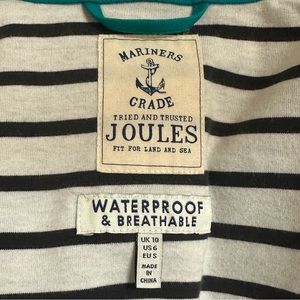 MARINERS
GRADE
TRIED AND TRUSTED
JOULES
FIT FOR LAND AND SEA
WATERPROOF
& BREATHABLE
UK 10
US 6
EU S
MADE
IN
CHINA